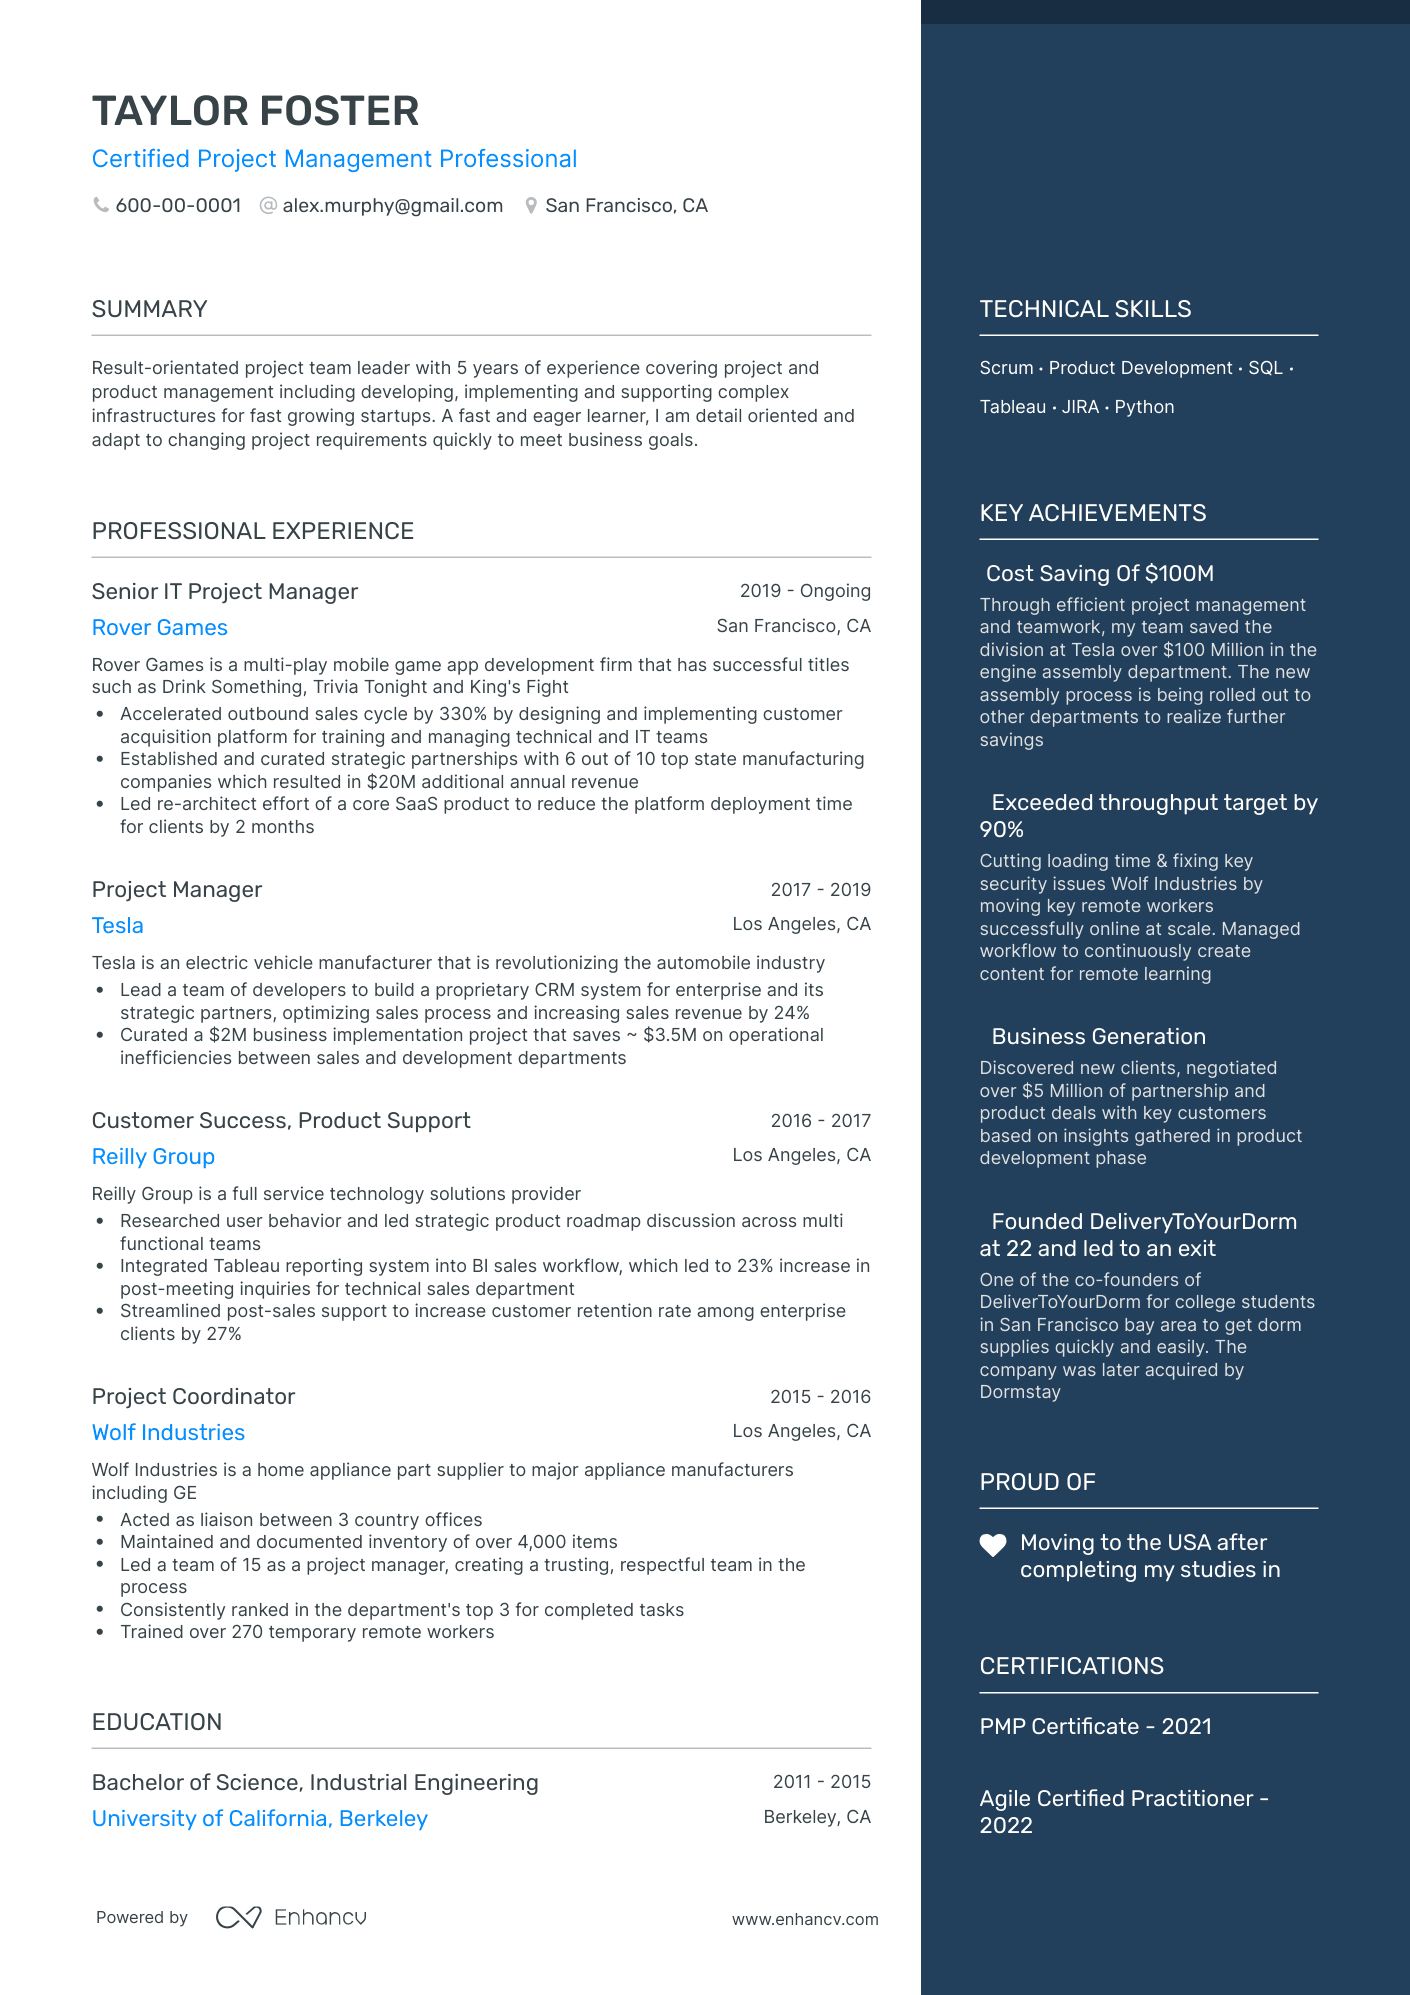 TAYLOR FOSTER
Certified Project Management Professional
600-00-0001 @ alex.murphy@gmail.com San Francisco, CA
SUMMARY
Result-orientated project team leader with 5 years of experience covering project and
product management including developing, implementing and supporting complex
infrastructures for fast growing startups. A fast and eager learner, I am detail oriented and
adapt to changing project requirements quickly to meet business goals.
PROFESSIONAL EXPERIENCE
Senior IT Project Manager 2019 - Ongoing
Rover Games San Francisco, CA
Rover Games is a multi-play mobile game app development firm that has successful titles
such as Drink Something, Trivia Tonight and King's Fight
• Accelerated outbound sales cycle by 330% by designing and implementing customer
acquisition platform for training and managing technical and IT teams
• Established and curated strategic partnerships with 6 out of 10 top state manufacturing
companies which resulted in $20M additional annual revenue
• Led re-architect effort of a core SaaS product to reduce the platform deployment time
for clients by 2 months
Project Manager 2017 - 2019
Tesla Los Angeles, CA
Tesla is an electric vehicle manufacturer that is revolutionizing the automobile industry
• Lead a team of developers to build a proprietary CRM system for enterprise and its
strategic partners, optimizing sales process and increasing sales revenue by 24%
• Curated a $2M business implementation project that saves ~ $3.5M on operational
inefficiencies between sales and development departments
Customer Success, Product Support 2016 - 2017
Reilly Group Los Angeles, CA
Reilly Group is a full service technology solutions provider
• Researched user behavior and led strategic product roadmap discussion across multi
functional teams
• Integrated Tableau reporting system into BI sales workflow, which led to 23% increase in
post-meeting inquiries for technical sales department
• Streamlined post-sales support to increase customer retention rate among enterprise
clients by 27%
Project Coordinator 2015 - 2016
Wolf Industries Los Angeles, CA
Wolf Industries is a home appliance part supplier to major appliance manufacturers
including GE
• Acted as liaison between 3 country offices
• Maintained and documented inventory of over 4,000 items
• Led a team of 15 as a project manager, creating a trusting, respectful team in the
process
• Consistently ranked in the department's top 3 for completed tasks
• Trained over 270 temporary remote workers
EDUCATION
Bachelor of Science, Industrial Engineering 2011 - 2015
University of California, Berkeley Berkeley, CA
Powered by Enhancv www.enhancv.com
TECHNICAL SKILLS
Scrum · Product Development · SQL ·
Tableau · JIRA · Python
KEY ACHIEVEMENTS
Cost Saving Of $100M
Through efficient project management
and teamwork, my team saved the
division at Tesla over $100 Million in the
engine assembly department. The new
assembly process is being rolled out to
other departments to realize further
savings
Exceeded throughput target by
90%
Cutting loading time & fixing key
security issues Wolf Industries by
moving key remote workers
successfully online at scale. Managed
workflow to continuously create
content for remote learning
Business Generation
Discovered new clients, negotiated
over $5 Million of partnership and
product deals with key customers
based on insights gathered in product
development phase
Founded DeliveryToYourDorm
at 22 and led to an exit
One of the co-founders of
DeliverToYourDorm for college students
in San Francisco bay area to get dorm
supplies quickly and easily. The
company was later acquired by
Dormstay
PROUD OF
Moving to the USA after
completing my studies in
CERTIFICATIONS
PMP Certificate - 2021
Agile Certified Practitioner -
2022